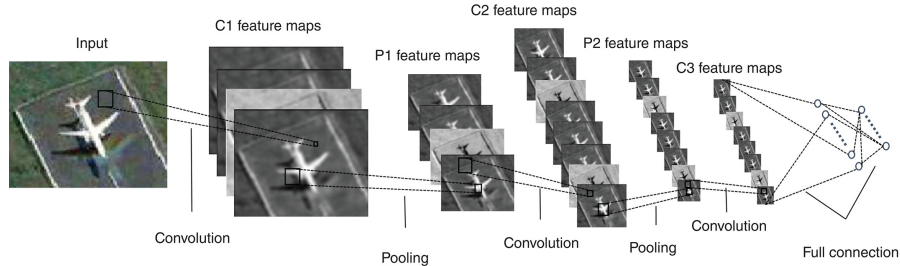 Input
C1 feature maps
P1 feature maps
C2 feature maps
P2 feature maps
C3 feature maps
Convolution
Pooling
Convolution
Pooling
Convolution
Full connection